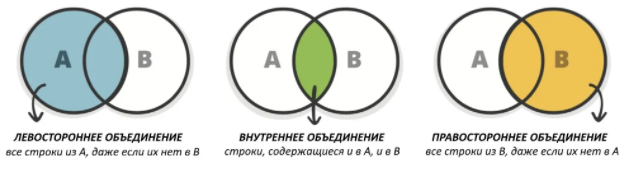 A B
A B
A B
ЛЕВОСТОРОННЕЕ ОБЪЕДИНЕНИЕ
все строки из А, даже если их нет в В
ВНУТРЕННЕЕ ОБЪЕДИНЕНИЕ
строки, содержащиеся и в А, и в В
ПРАВОСТОРОННЕЕ ОБЪЕДИНЕНИЕ
все строки из В, даже если их нет в А